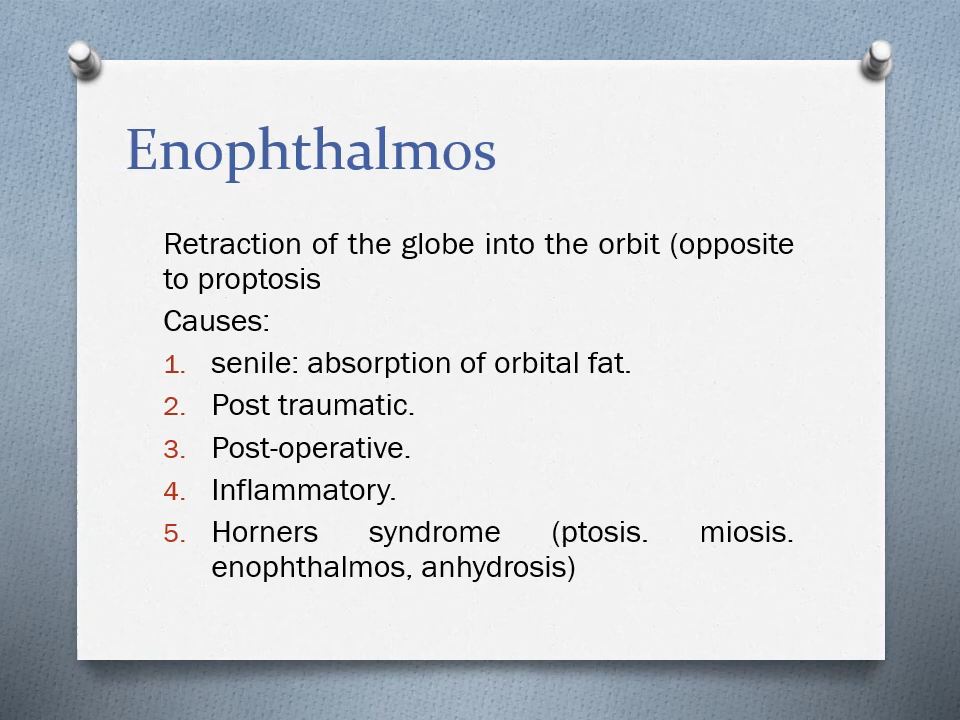 Enophthalmos
Retraction of the globe into the orbit (opposite
to proptosis
Causes:
1. senile: absorption of orbital fat.
2. Post traumatic.
3. Post-operative.
4. Inflammatory.
5. Horners syndrome (ptosis. miosis.
enophthalmos, anhydrosis)